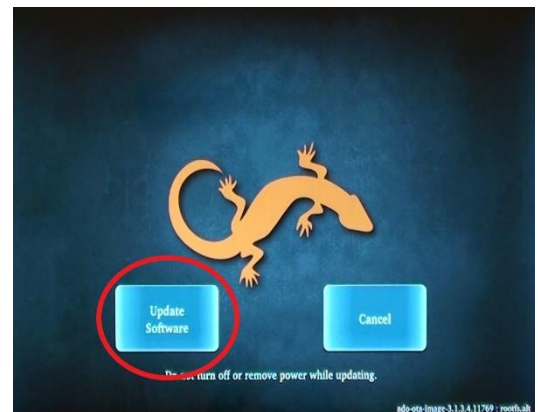 Update
Software
Cancel
Do not turn off or remove power while updating.
ado-ota-image-3.1.3.4.11769 : rootfs.alt